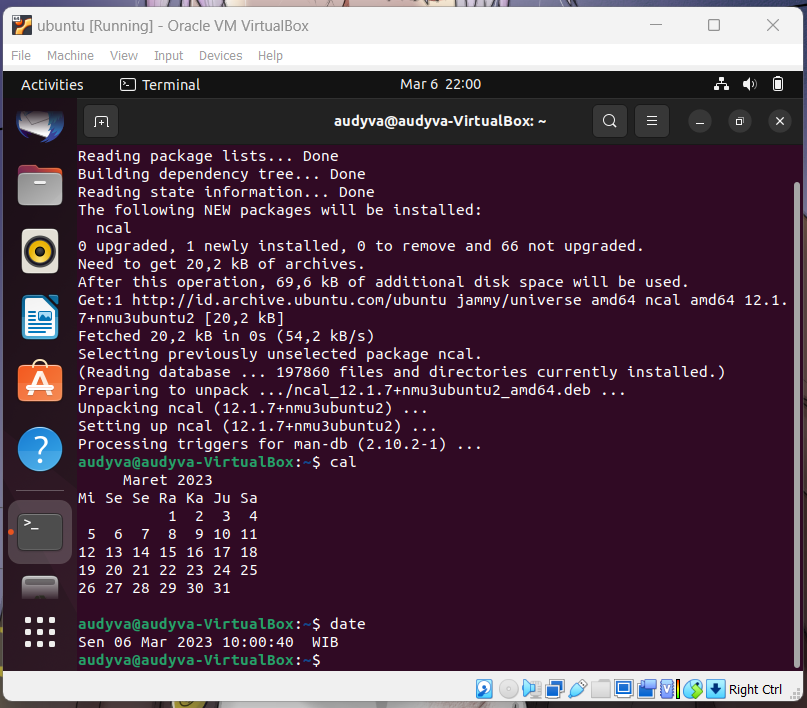 ubuntu [Running] - Oracle VM VirtualBox
File Machine View Input Devices Help
Activities Terminal Mar 6 22:00
audyva@audyva-VirtualBox: ~
Reading package lists... Done
Building dependency tree... Done
Reading state information... Done
The following NEW packages will be installed:
  ncal
0 upgraded, 1 newly installed, 0 to remove and 66 not upgraded.
Need to get 20,2 kB of archives.
After this operation, 69,6 kB of additional disk space will be used.
Get:1 http://id.archive.ubuntu.com/ubuntu jammy/universe amd64 ncal amd64 12.1.
7+nmu3ubuntu2 [20,2 kB]
Fetched 20,2 kB in 0s (54,2 kB/s)
Selecting previously unselected package ncal.
(Reading database ... 197860 files and directories currently installed.)
Preparing to unpack .../ncal_12.1.7+nmu3ubuntu2_amd64.deb ...
Unpacking ncal (12.1.7+nmu3ubuntu2) ...
Setting up ncal (12.1.7+nmu3ubuntu2) ...
Processing triggers for man-db (2.10.2-1) ...
audyva@audyva-VirtualBox:~$ cal
     Maret 2023
Mi Se Se Ra Ka Ju Sa
          1  2  3  4
 5  6  7  8  9 10 11
12 13 14 15 16 17 18
19 20 21 22 23 24 25
26 27 28 29 30 31
audyva@audyva-VirtualBox:~$ date
Sen 06 Mar 2023 10:00:40  WIB
audyva@audyva-VirtualBox:~$
Right Ctrl